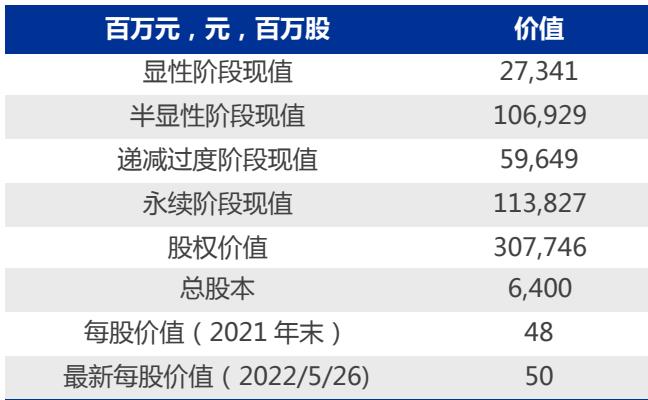 百万元，元，百万股 价值
显性阶段现值 27,341
半显性阶段现值 106,929
递减过度阶段现值 59,649
永续阶段现值 113,827
股权价值 307,746
总股本 6,400
每股价值（2021 年末） 48
最新每股价值（2022/5/26) 50